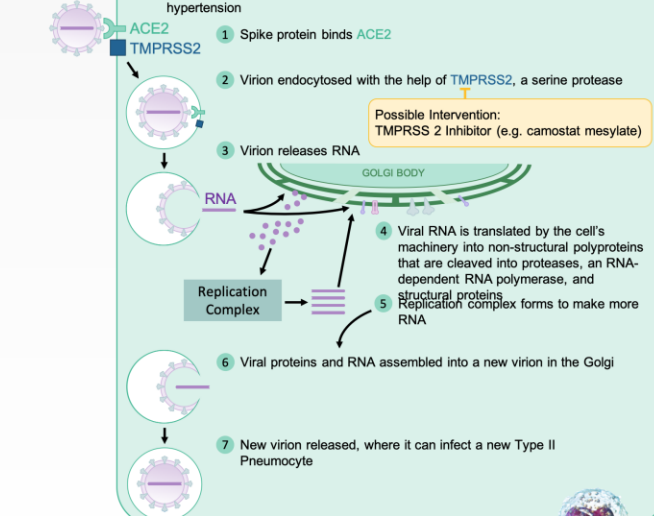 hypertension
ACE2
TMPRSS2
1 Spike protein binds ACE2
2 Virion endocytosed with the help of TMPRSS2, a serine protease
Possible Intervention:
TMPRSS 2 Inhibitor (e.g. camostat mesylate)
3 Virion releases RNA
GOLGI BODY
RNA
4 Viral RNA is translated by the cell's
machinery into non-structural polyproteins
that are cleaved into proteases, an RNA-
dependent RNA polymerase, and
structural proteins
5 Replication complex forms to make more
RNA
Replication
Complex
6 Viral proteins and RNA assembled into a new virion in the Golgi
7 New virion released, where it can infect a new Type II
Pneumocyte